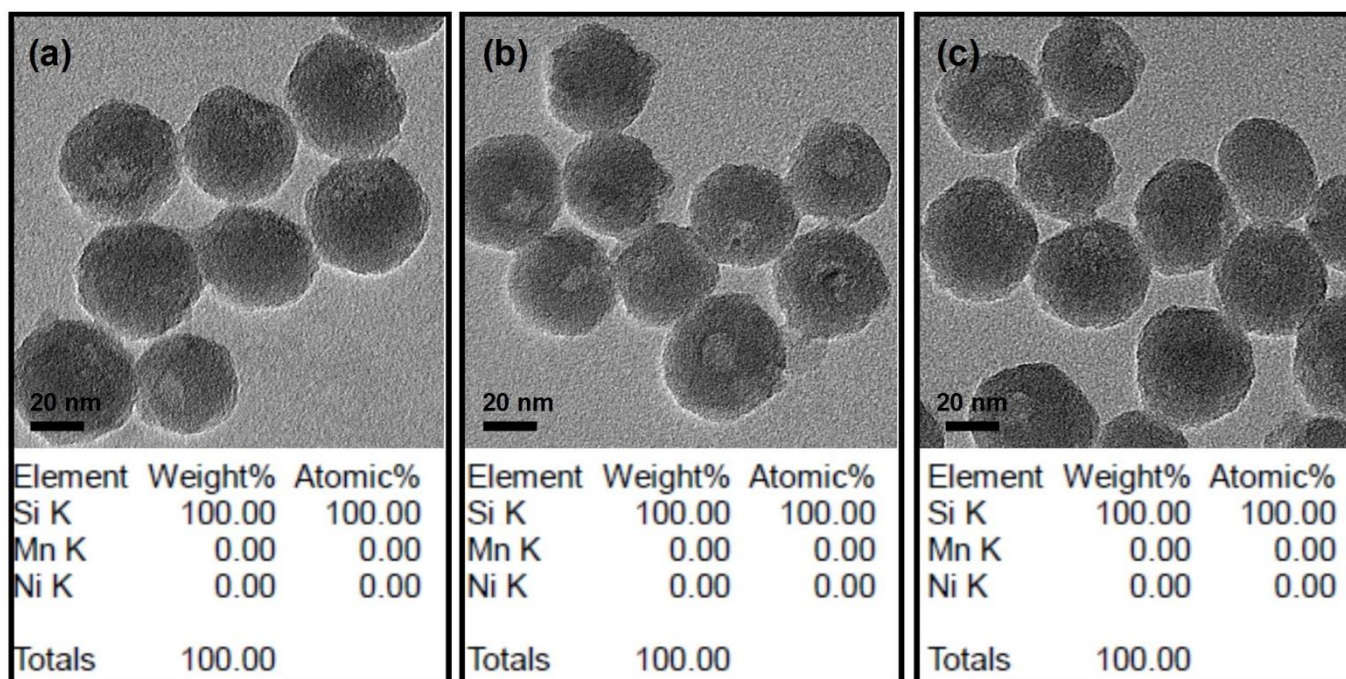 (a)
20 nm
Element Weight% Atomic%
Si K 100.00 100.00
Mn K 0.00 0.00
Ni K 0.00 0.00
Totals 100.00
(b)
20 nm
Element Weight% Atomic%
Si K 100.00 100.00
Mn K 0.00 0.00
Ni K 0.00 0.00
Totals 100.00
(c)
20 nm
Element Weight% Atomic%
Si K 100.00 100.00
Mn K 0.00 0.00
Ni K 0.00 0.00
Totals 100.00